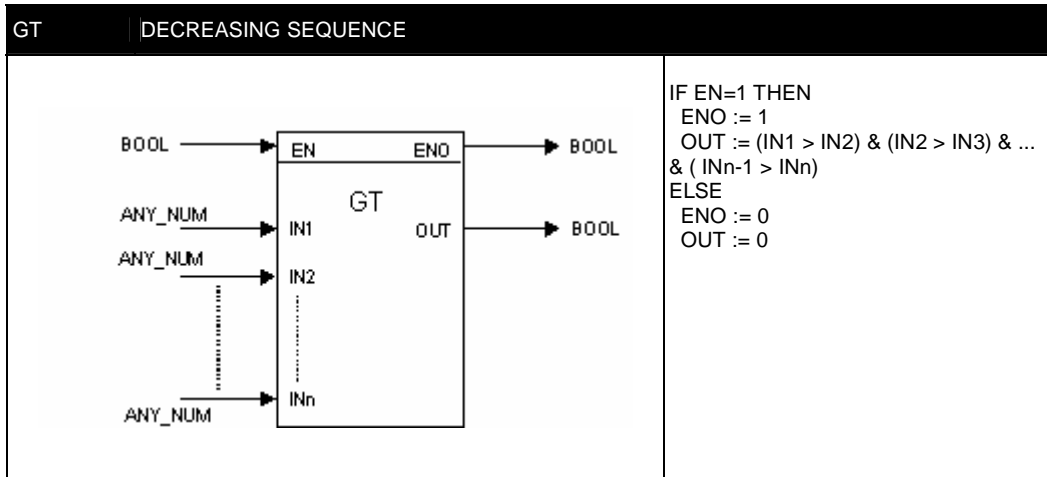 GT DECREASING SEQUENCE
BOOL EN ENO BOOL
GT
ANY_NUM IN1 OUT BOOL
ANY_NUM IN2
ANY_NUM INn
IF EN=1 THEN
ENO := 1
OUT := (IN1 > IN2) & (IN2 > IN3) & ...
& ( INn-1 > INn)
ELSE
ENO := 0
OUT := 0